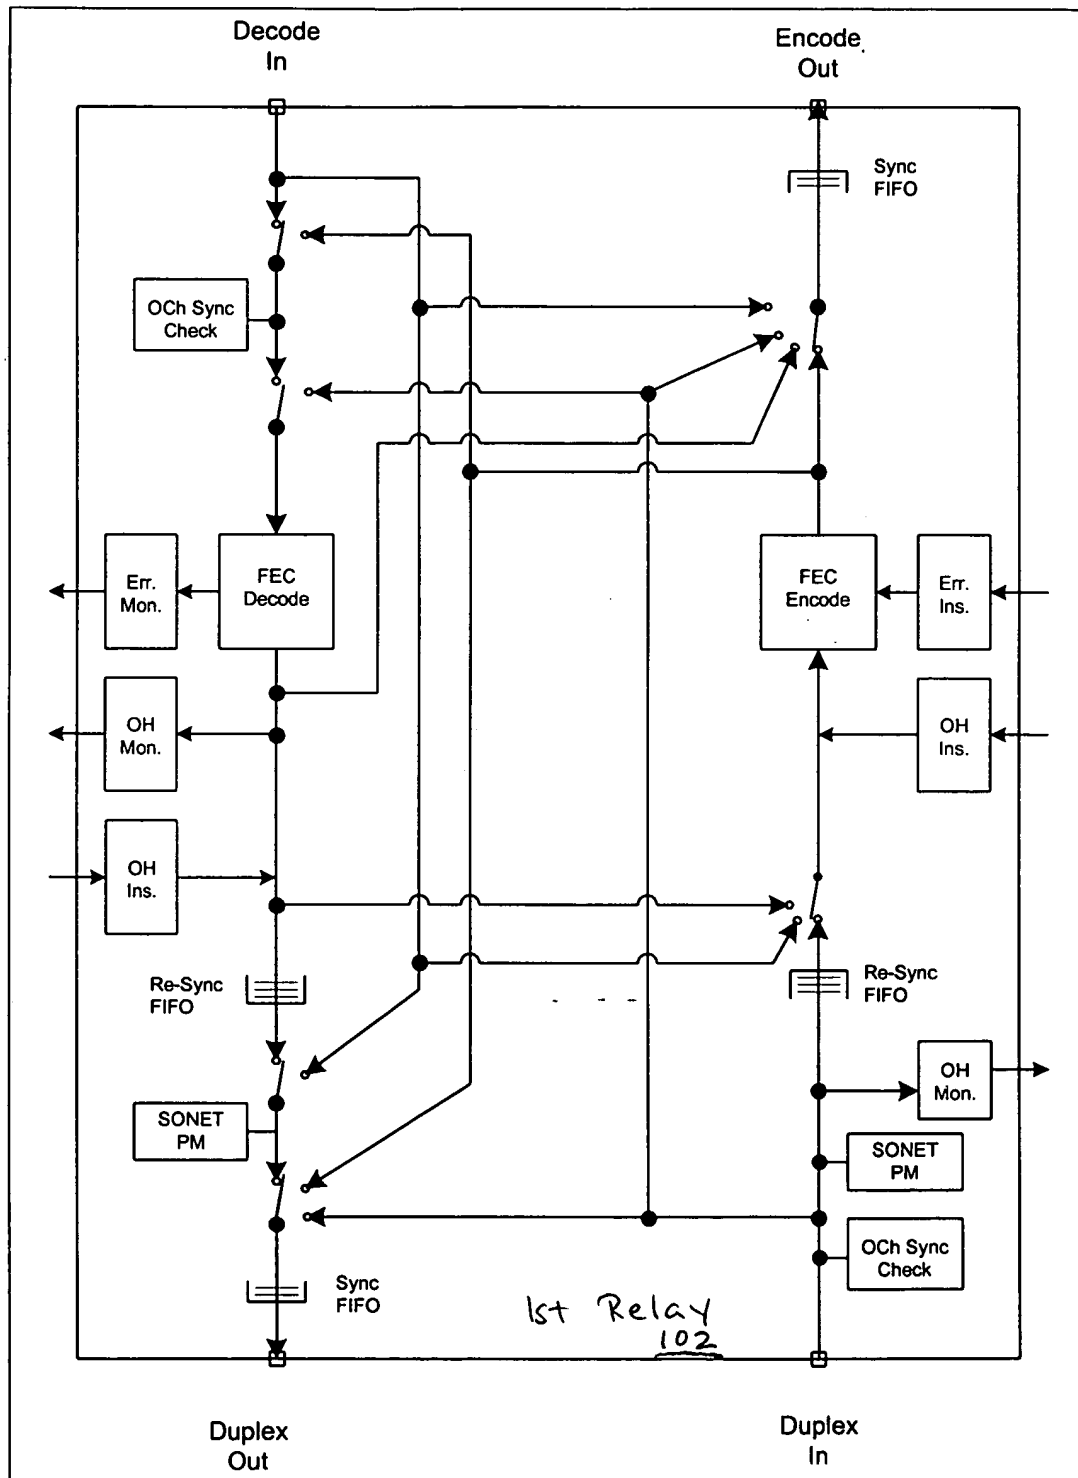 Decode
In
Encode
Out
Sync
FIFO
OCh Sync
Check
Err.
Mon.
FEC
Decode
FEC
Encode
Err.
Ins.
OH
Mon.
OH
Ins.
OH
Ins.
Re-Sync
FIFO
Re-Sync
FIFO
OH
Mon.
SONET
PM
SONET
PM
OCh Sync
Check
Sync
FIFO
1st Relay
102
Duplex
Out
Duplex
In